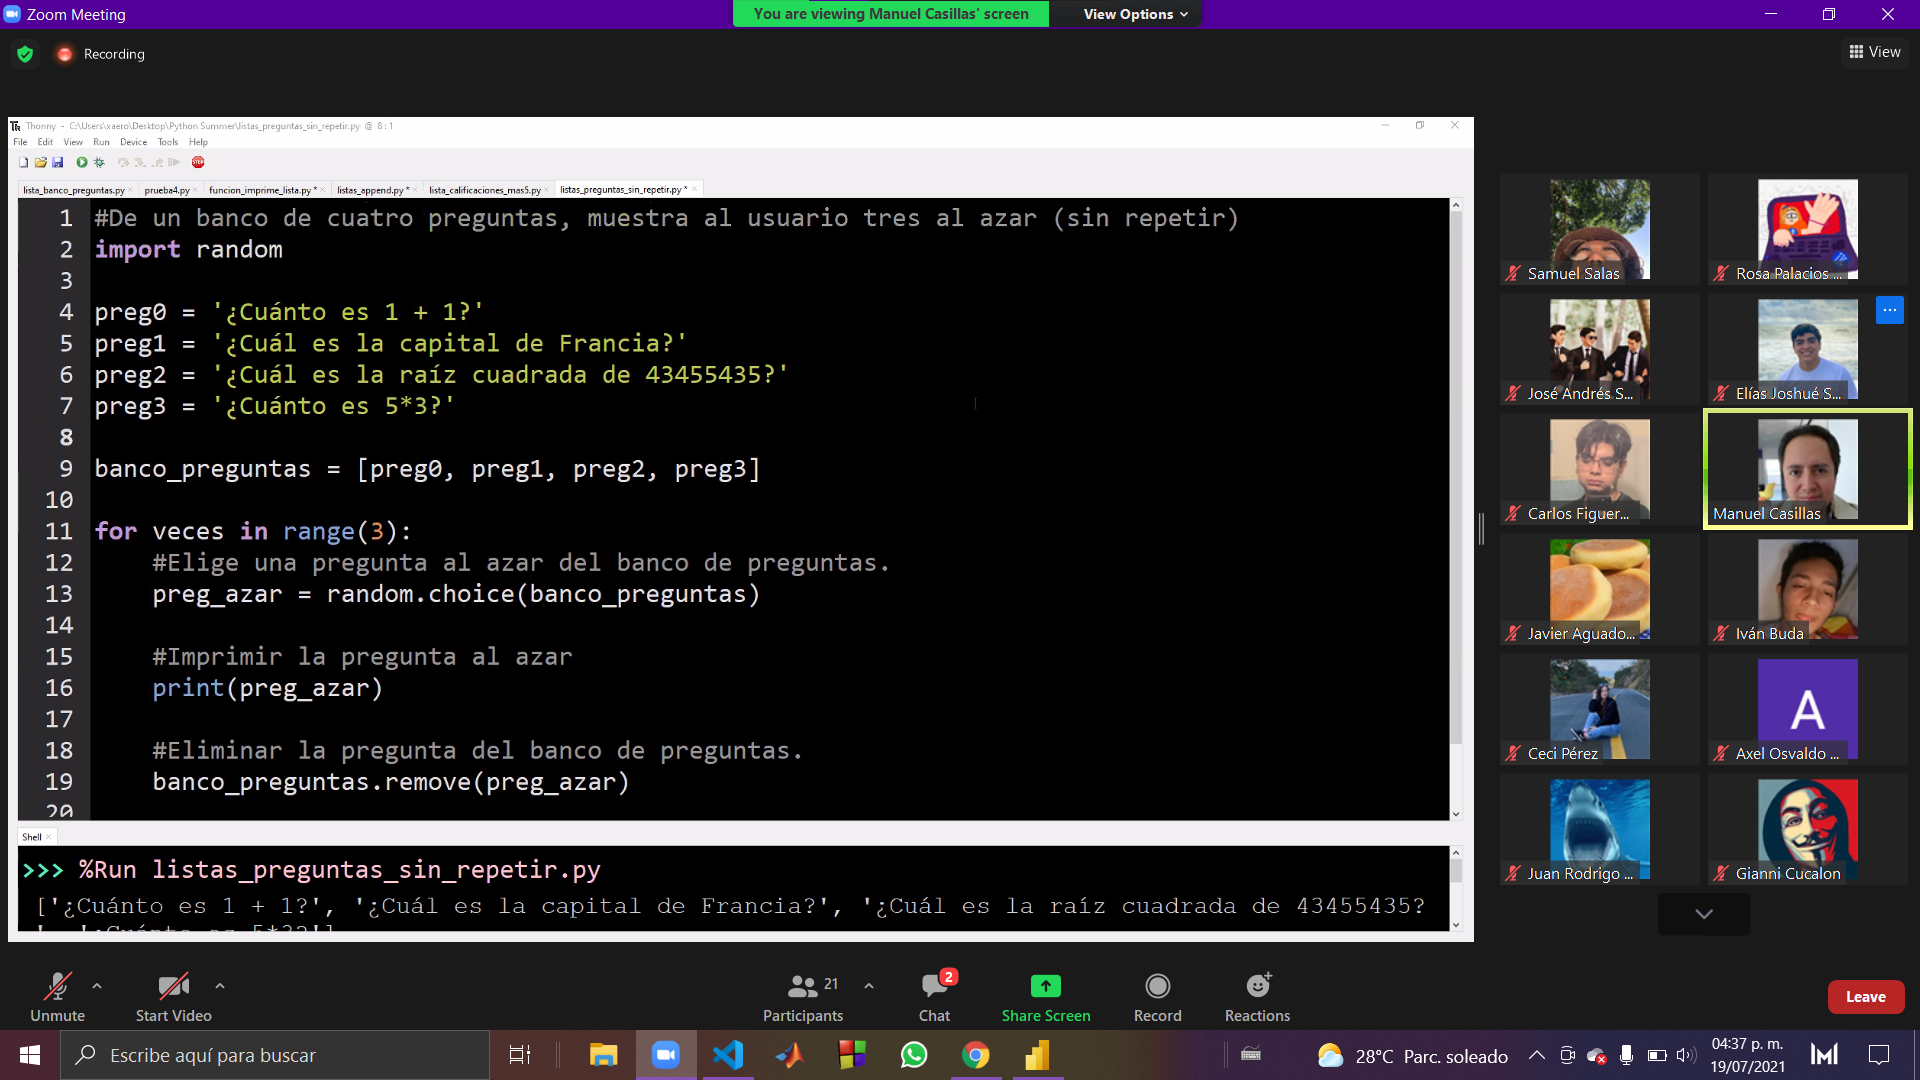 Zoom Meeting
You are viewing Manuel Casillas' screen
View Options
Recording
View
Thonny - C:\Users\xaero\Desktop\Python Summer\listas_preguntas_sin_repetir.py @ 8 : 1
File Edit View Run Device Tools Help
STOP
lista_banco_preguntas.py prueba4.py funcion_imprime_lista.py * listas_append.py * lista_calificaciones_mas5.py listas_preguntas_sin_repetir.py *
1 #De un banco de cuatro preguntas, muestra al usuario tres al azar (sin repetir)
2 import random
3
4 preg0 = '¿Cuánto es 1 + 1?'
5 preg1 = '¿Cuál es la capital de Francia?'
6 preg2 = '¿Cuál es la raíz cuadrada de 43455435?'
7 preg3 = '¿Cuánto es 5*3?'
8
9 banco_preguntas = [preg0, preg1, preg2, preg3]
10
11 for veces in range(3):
12 #Elige una pregunta al azar del banco de preguntas.
13 preg_azar = random.choice(banco_preguntas)
14
15 #Imprimir la pregunta al azar
16 print(preg_azar)
17
18 #Eliminar la pregunta del banco de preguntas.
19 banco_preguntas.remove(preg_azar)
20
Shell
>>> %Run listas_preguntas_sin_repetir.py
['¿Cuánto es 1 + 1?', '¿Cuál es la capital de Francia?', '¿Cuál es la raíz cuadrada de 43455435?
', '¿Cuánto es 5*3?']
Samuel Salas
Rosa Palacios ...
José Andrés S...
Elías Joshué S...
Carlos Figuer...
Manuel Casillas
Javier Aguado...
Iván Buda
Ceci Pérez
A
Axel Osvaldo ...
Juan Rodrigo ...
Gianni Cucalon
Unmute
Start Video
21
Participants
2
Chat
Share Screen
Record
Reactions
Leave
Escribe aquí para buscar
28°C Parc. soleado
04:37 p. m.
19/07/2021